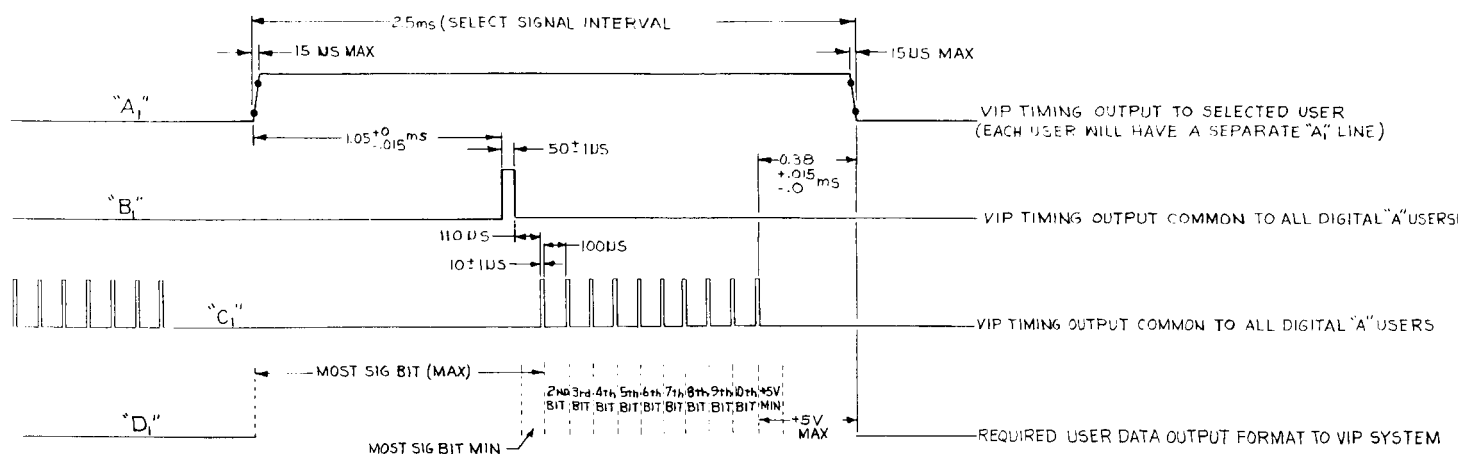 2.5ms (SELECT SIGNAL INTERVAL
15 US MAX
15US MAX
"A₁"
VIP TIMING OUTPUT TO SELECTED USER
(EACH USER WILL HAVE A SEPARATE "A₁" LINE)
1.05 +0 -.015 ms
50±1US
0.38 +.015 -.0 ms
"B₁"
VIP TIMING OUTPUT COMMON TO ALL DIGITAL "A" USERS
110 US
100US
10±1US
"C₁"
VIP TIMING OUTPUT COMMON TO ALL DIGITAL "A" USERS
MOST SIG BIT (MAX)
2ND BIT
3rd BIT
4th BIT
5th BIT
6th BIT
7th BIT
8th BIT
9th BIT
10th BIT
+5V MIN
"D₁"
+5V MAX
MOST SIG BIT MIN
REQUIRED USER DATA OUTPUT FORMAT TO VIP SYSTEM